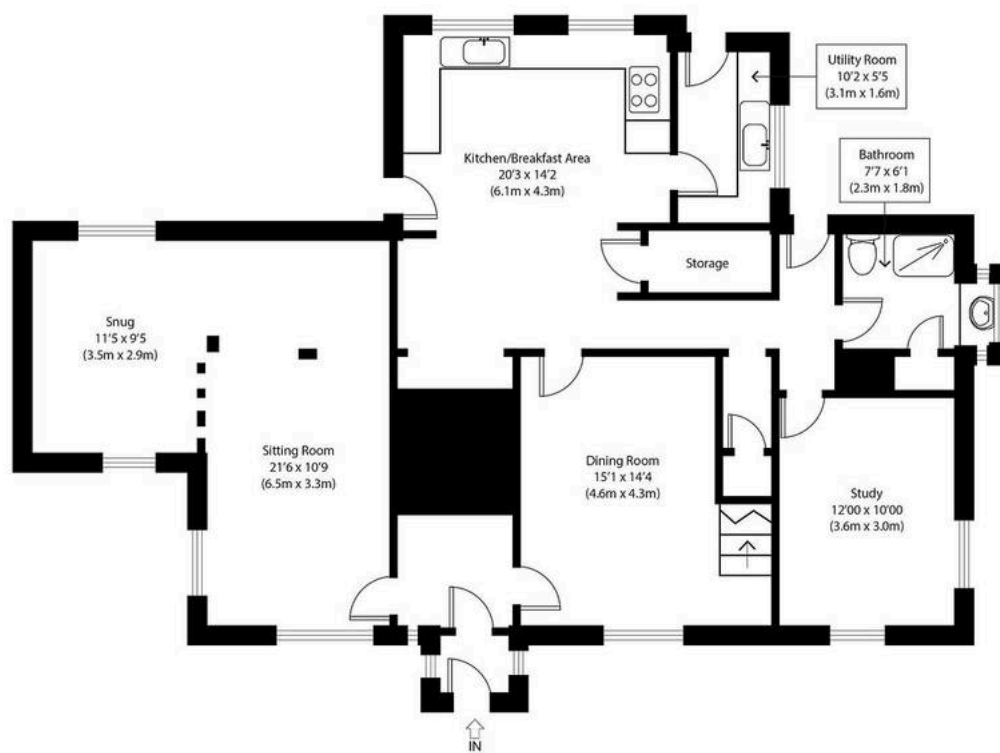 Utility Room
10'2 x 5'5
(3.1m x 1.6m)
Bathroom
7'7 x 6'1
(2.3m x 1.8m)
Kitchen/Breakfast Area
20'3 x 14'2
(6.1m x 4.3m)
Storage
Snug
11'5 x 9'5
(3.5m x 2.9m)
Sitting Room
21'6 x 10'9
(6.5m x 3.3m)
Dining Room
15'1 x 14'4
(4.6m x 4.3m)
Study
12'00 x 10'00
(3.6m x 3.0m)
IN